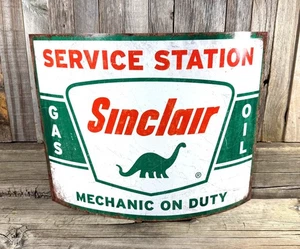 SERVICE STATION
GAS
Sinclair
OIL
®
MECHANIC ON DUTY